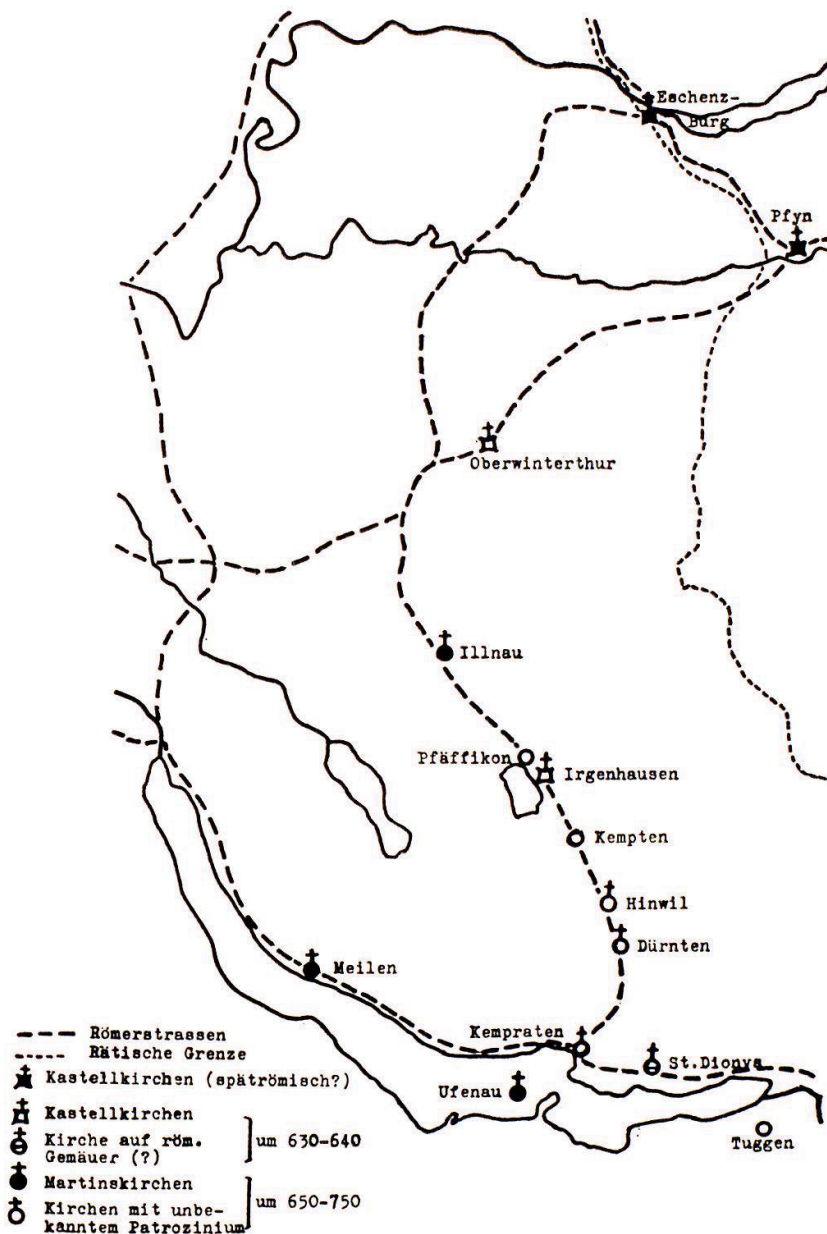 Eschenz-
Burg
Pfyn
Oberwinterthur
Illnau
Pfäffikon
Irgenhausen
Kempten
Hinwil
Dürnten
Meilen
Kempraten
St.Dionys
Ufenau
Tuggen
Römerstrassen
Rätische Grenze
Kastellkirchen (spätrömisch?)
Kastellkirchen
Kirche auf röm.
Gemäuer (?)
um 630-640
Martinskirchen
Kirchen mit unbe-
kanntem Patrozinium
um 650-750